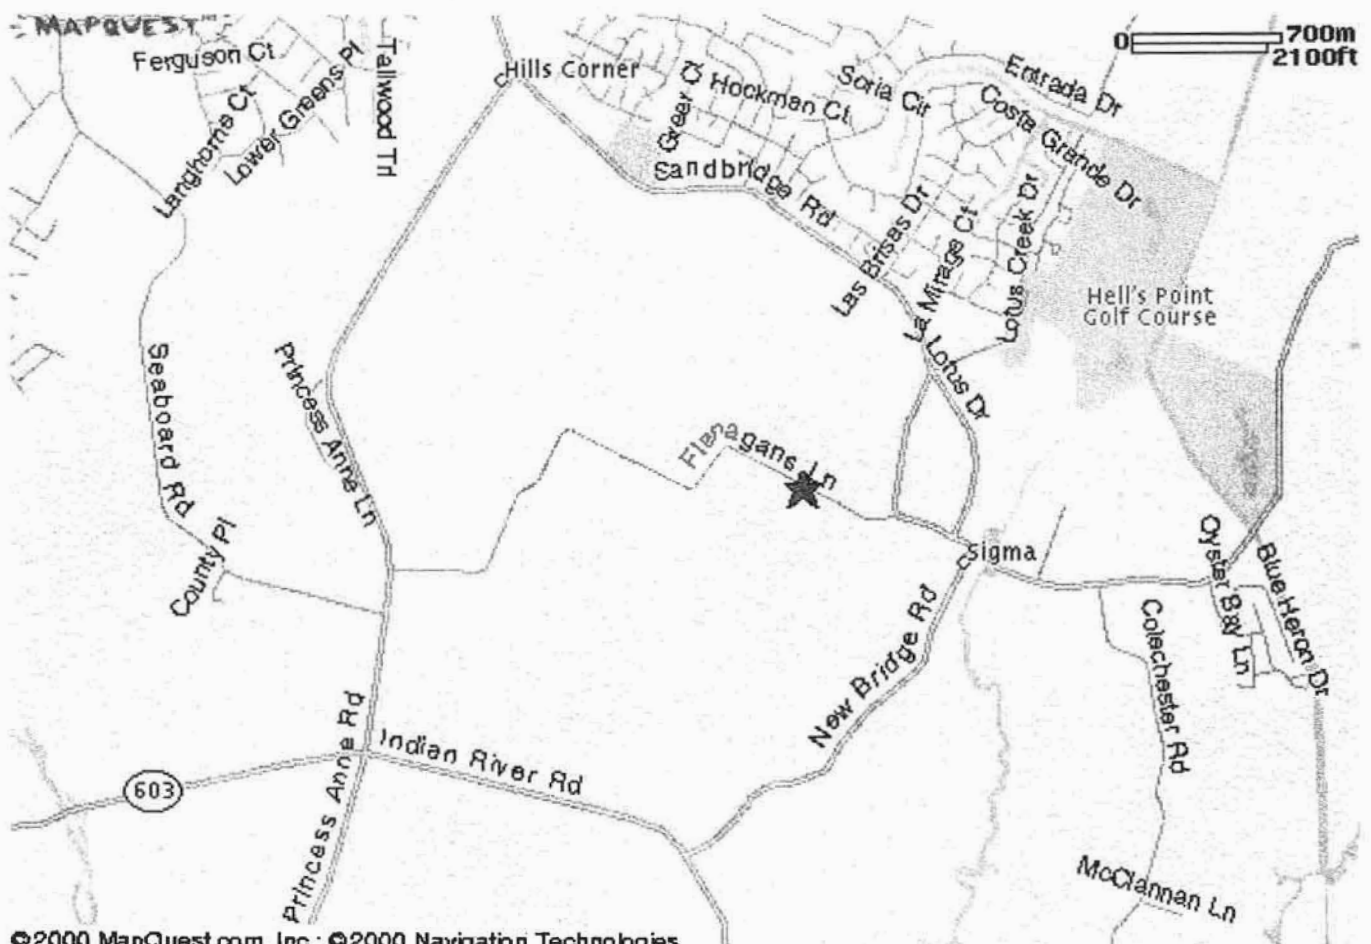 MAPQUEST
0 700m
2100ft
Ferguson Ct
Lower Greens Pl
Tallwood Trl
Langhorne Ct
Hills Corner
Greer Ct
Hockman Ct
Soria Cir
Entrada Dr
Costa Grande Dr
Sandbridge Rd
Las Brisas Dr
La Mirage Ct
Lotus Creek Dr
Hell's Point
Golf Course
Lotus Dr
Seaboard Rd
Princess Anne Ln
Flanagans Ln
County Pl
Sigma
Oyster Bay Ln
Blue Heron Dr
Colechester Rd
New Bridge Rd
Princess Anne Rd
Indian River Rd
603
McClannan Ln
©2000 MapQuest.com, Inc.; ©2000 Navigation Technologies